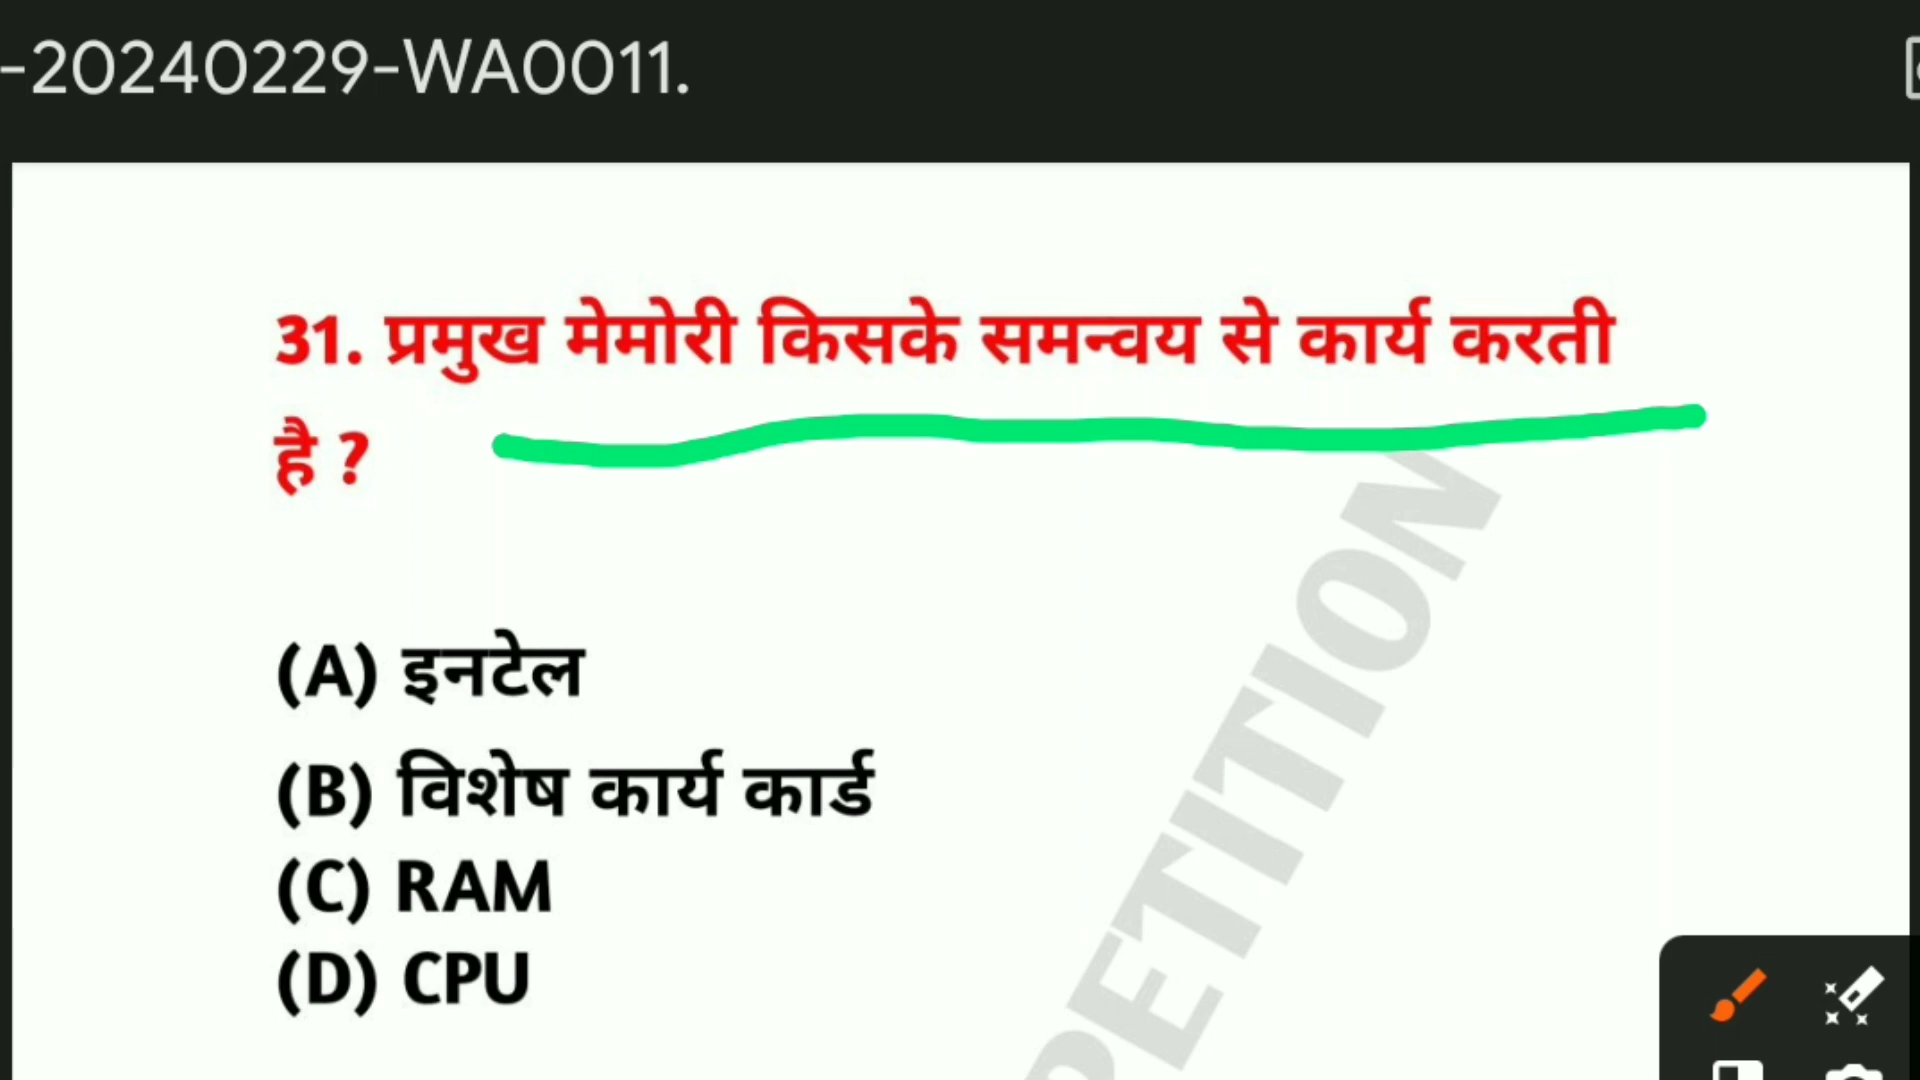 -20240229-WA0011.
31. प्रमुख मेमोरी किसके समन्वय से कार्य करती
है ?
(A) इनटेल
(B) विशेष कार्य कार्ड
(C) RAM
(D) CPU
PETITION